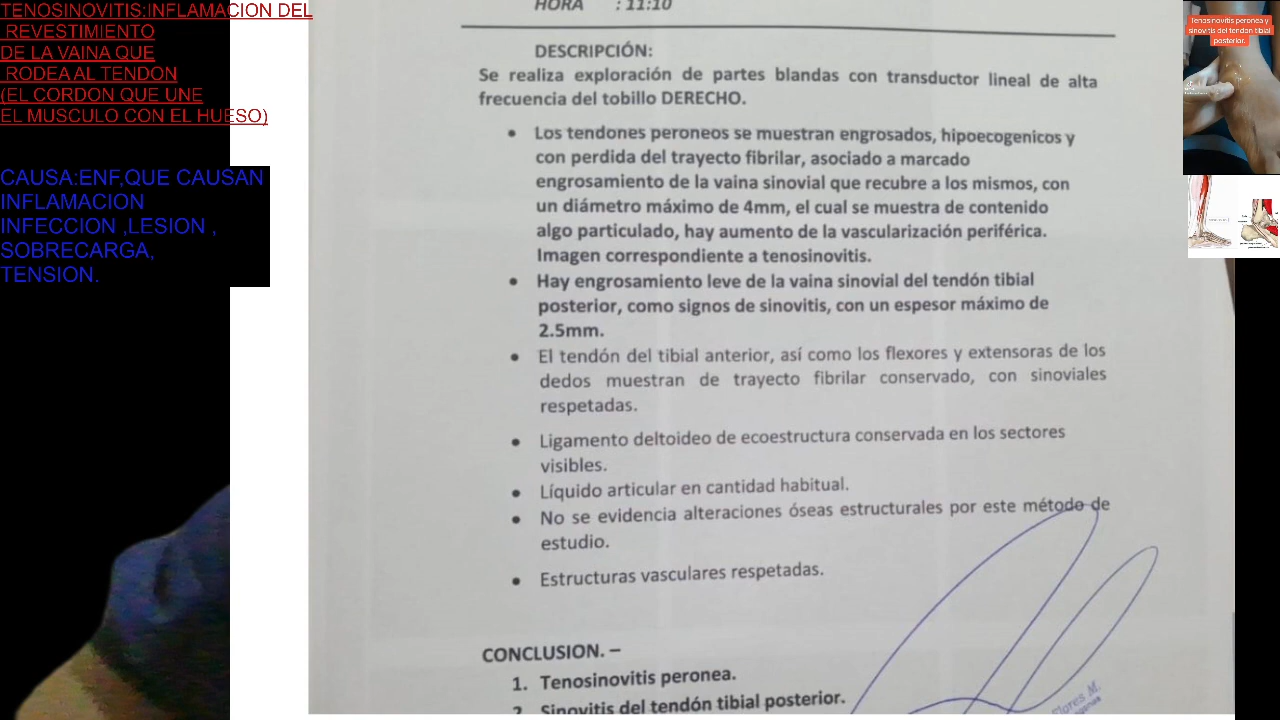 TENOSINOVITIS:INFLAMACION DEL
REVESTIMIENTO
DE LA VAINA QUE
RODEA AL TENDON
(EL CORDON QUE UNE
EL MUSCULO CON EL HUESO)
CAUSA:ENF,QUE CAUSAN
INFLAMACION
INFECCION ,LESION ,
SOBRECARGA,
TENSION.
HORA : 11:10
DESCRIPCIÓN:
Se realiza exploración de partes blandas con transductor lineal de alta
frecuencia del tobillo DERECHO.
• Los tendones peroneos se muestran engrosados, hipoecogenicos y
con perdida del trayecto fibrilar, asociado a marcado
engrosamiento de la vaina sinovial que recubre a los mismos, con
un diámetro máximo de 4mm, el cual se muestra de contenido
algo particulado, hay aumento de la vascularización periférica.
Imagen correspondiente a tenosinovitis.
• Hay engrosamiento leve de la vaina sinovial del tendón tibial
posterior, como signos de sinovitis, con un espesor máximo de
2.5mm.
• El tendón del tibial anterior, así como los flexores y extensoras de los
dedos muestran de trayecto fibrilar conservado, con sinoviales
respetadas.
• Ligamento deltoideo de ecoestructura conservada en los sectores
visibles.
• Líquido articular en cantidad habitual.
• No se evidencia alteraciones óseas estructurales por este método de
estudio.
• Estructuras vasculares respetadas.
CONCLUSION. –
1. Tenosinovitis peronea.
2. Sinovitis del tendón tibial posterior.
Flores M.
Tenosinovitis peronea y
sinovitis del tendón tibial
posterior.